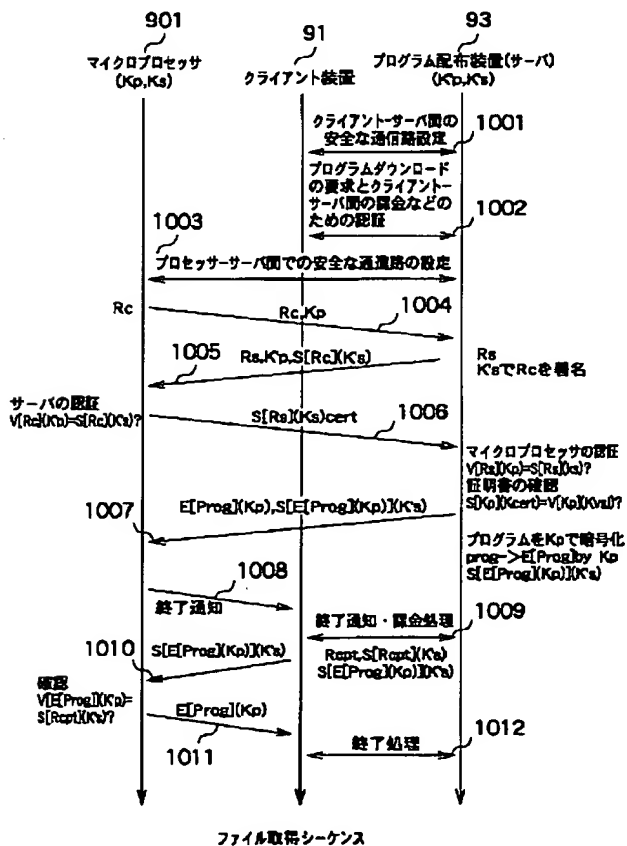 901
マイクロプロセッサ
(Kp,Ks)
91
クライアント装置
93
プログラム配布装置(サーバ)
(K'p,K's)
クライアント-サーバ間の
安全な通信路設定
1001
プログラムダウンロード
の要求とクライアント-
サーバ間の課金などの
ための認証
1002
1003
プロセッサーサーバ間での安全な通進路の設定
Rc
Rc,Kp
1004
1005
Rs,K'p,S[Rc](K's)
Rs
K'sでRcを署名
サーバの認証
V[Rc](K'p)=S[Rc](K's)?
S[Rs](Ks)cert
1006
マイクロプロセッサの認証
V[Rs](Kp)=S[Rs](ks)?
証明書の確認
S[Kp](Kcert)=V[Kp](Kval)?
1007
E[Prog](Kp),S[E[Prog](Kp)](K's)
プログラムをKpで暗号化
prog->E[Prog]by Kp
S[E[Prog](Kp)](K's)
1008
終了通知
終了通知・課金処理
1009
1010
S[E[Prog](Kp)](K's)
Rcpt,S[Rcpt](K's)
S[E[Prog](Kp)](K's)
確認
V[E[Prog]](K'p)=
S[Rcpt](K's)?
E[Prog](Kp)
1011
終了処理
1012
ファイル取得シーケンス